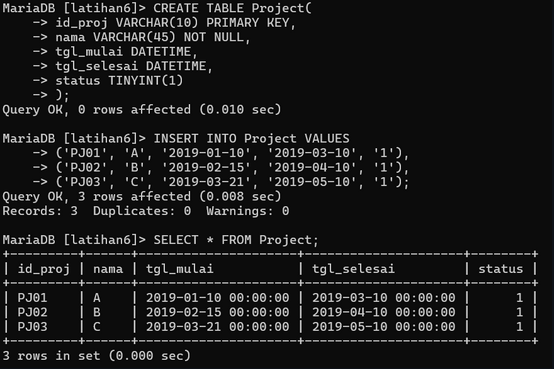 MariaDB [latihan6]> CREATE TABLE Project(
    -> id_proj VARCHAR(10) PRIMARY KEY,
    -> nama VARCHAR(45) NOT NULL,
    -> tgl_mulai DATETIME,
    -> tgl_selesai DATETIME,
    -> status TINYINT(1)
    -> );
Query OK, 0 rows affected (0.010 sec)

MariaDB [latihan6]> INSERT INTO Project VALUES
    -> ('PJ01', 'A', '2019-01-10', '2019-03-10', '1'),
    -> ('PJ02', 'B', '2019-02-15', '2019-04-10', '1'),
    -> ('PJ03', 'C', '2019-03-21', '2019-05-10', '1');
Query OK, 3 rows affected (0.008 sec)
Records: 3  Duplicates: 0  Warnings: 0

MariaDB [latihan6]> SELECT * FROM Project;
+---------+------+---------------------+---------------------+--------+
| id_proj | nama | tgl_mulai           | tgl_selesai         | status |
+---------+------+---------------------+---------------------+--------+
| PJ01    | A    | 2019-01-10 00:00:00 | 2019-03-10 00:00:00 |      1 |
| PJ02    | B    | 2019-02-15 00:00:00 | 2019-04-10 00:00:00 |      1 |
| PJ03    | C    | 2019-03-21 00:00:00 | 2019-05-10 00:00:00 |      1 |
+---------+------+---------------------+---------------------+--------+
3 rows in set (0.000 sec)